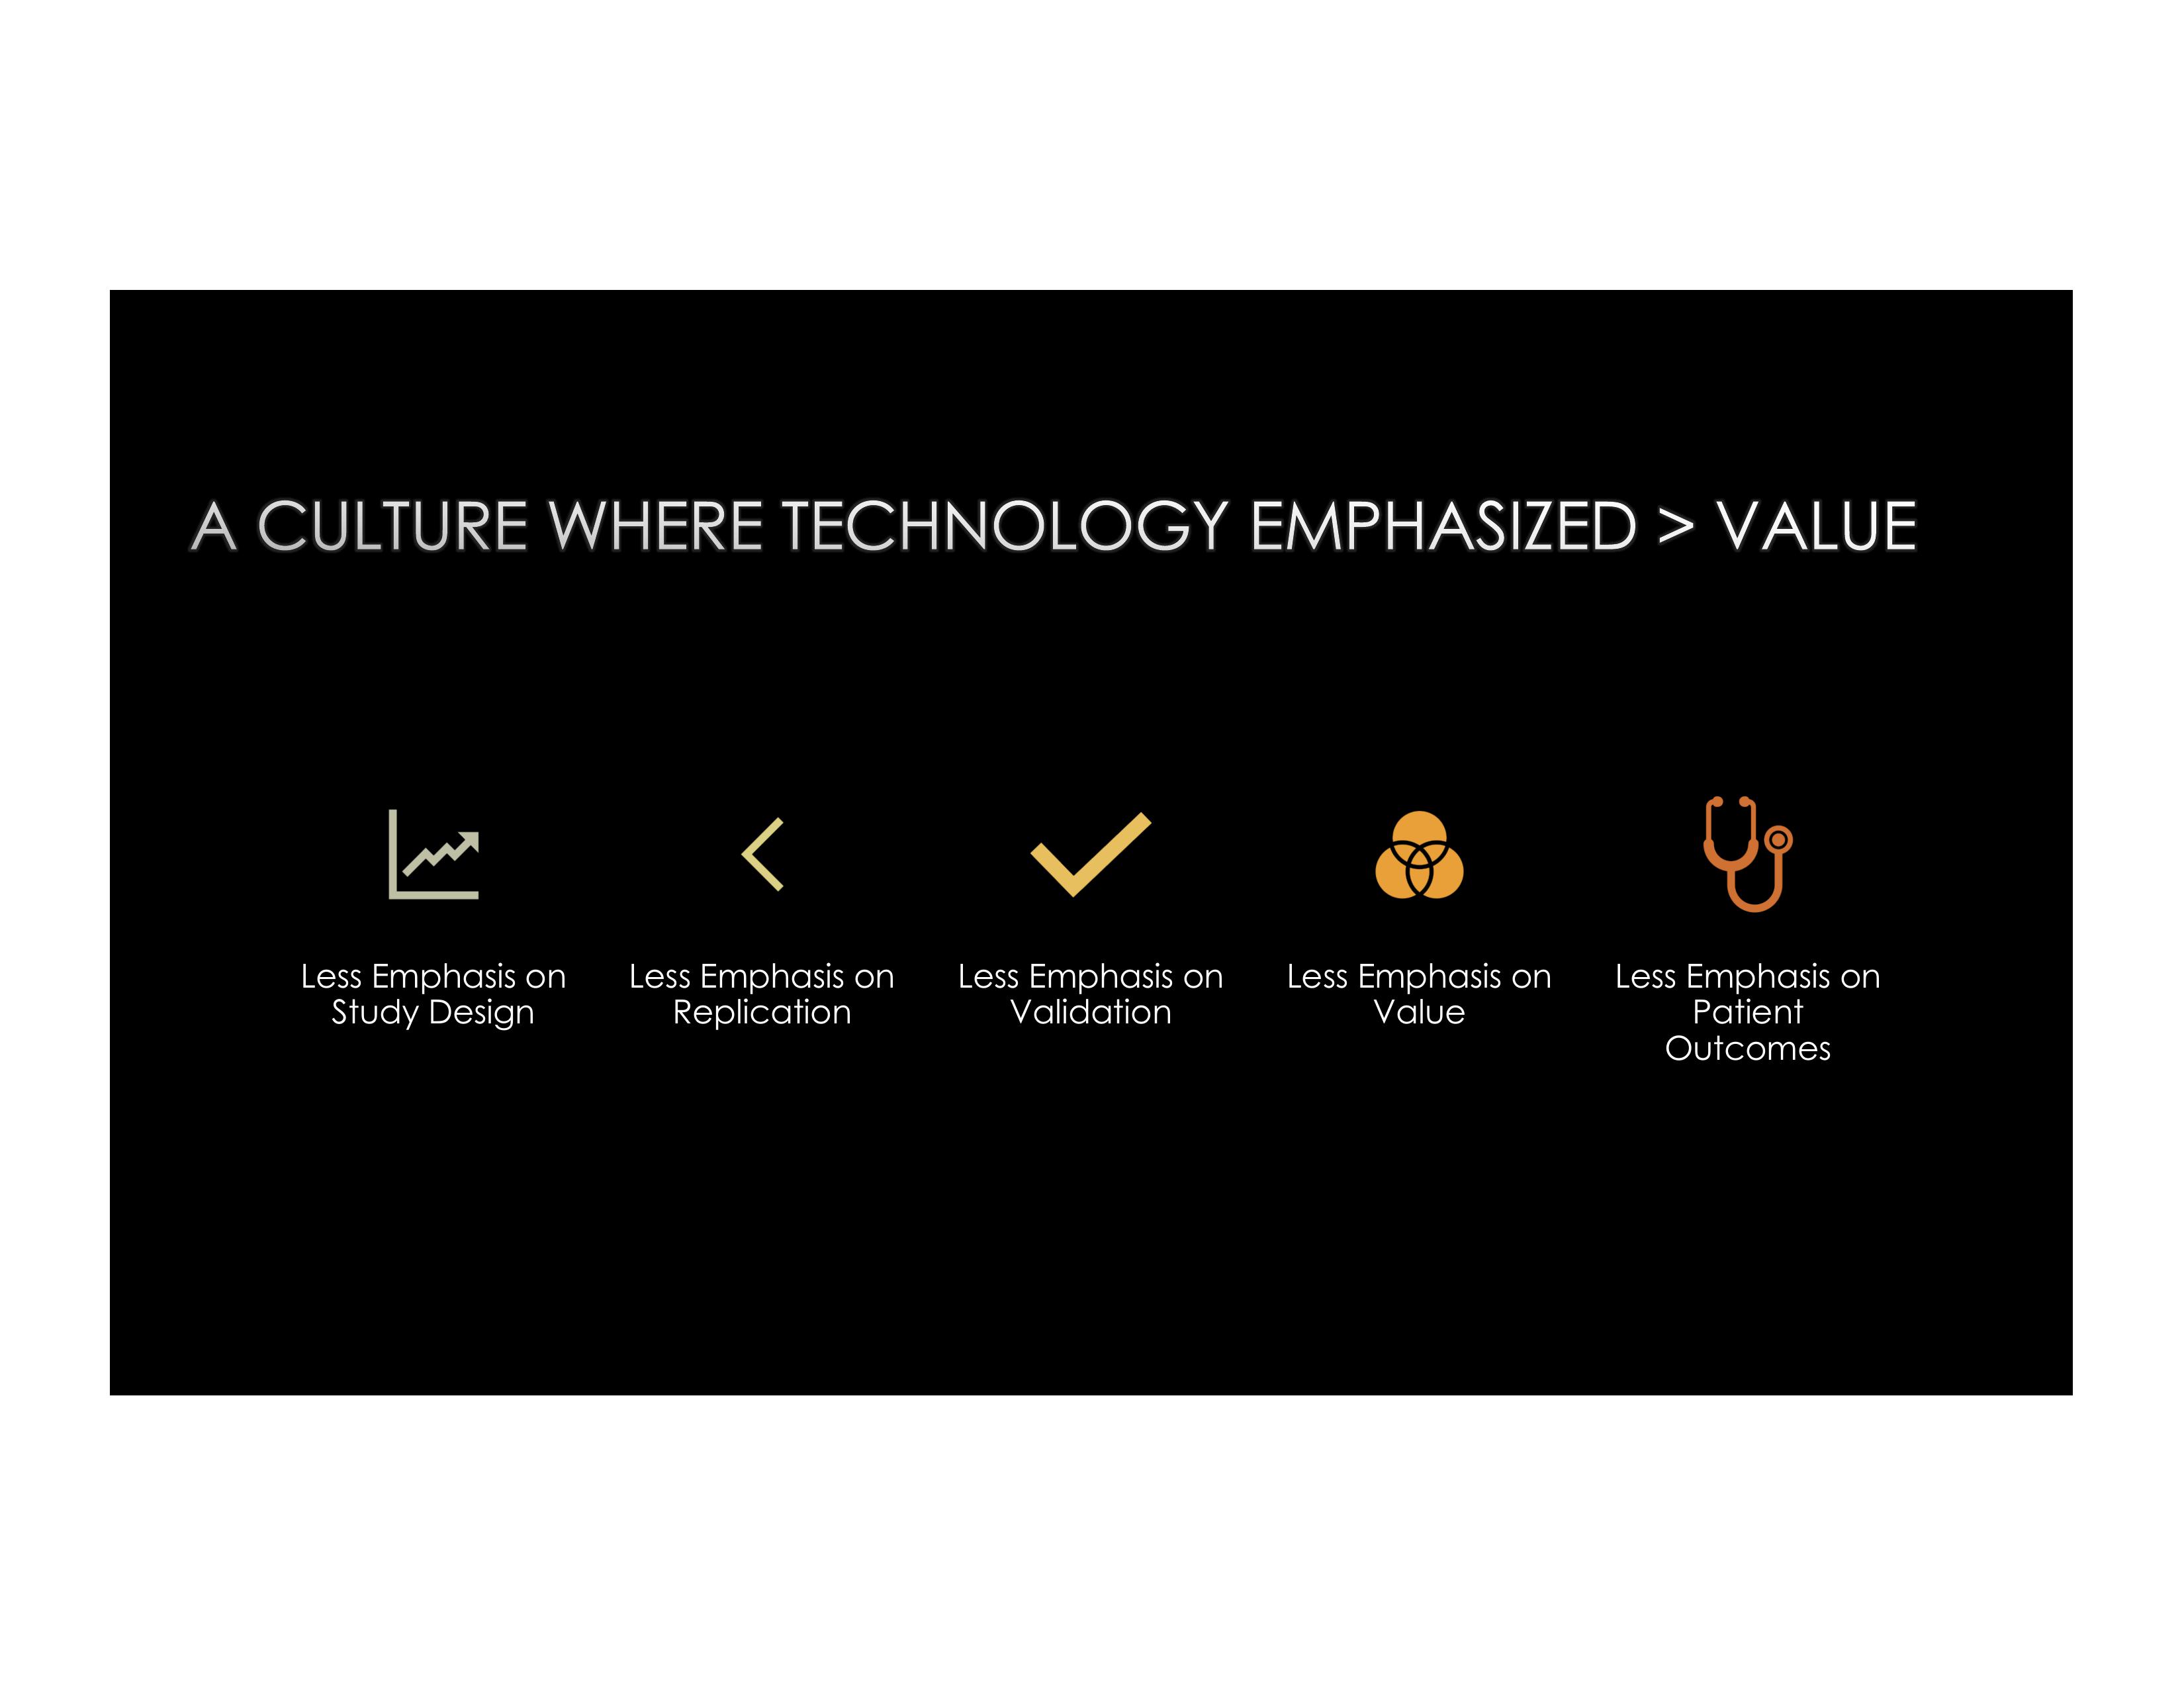 A CULTURE WHERE TECHNOLOGY EMPHASIZED > VALUE
Less Emphasis on
Study Design
Less Emphasis on
Replication
Less Emphasis on
Validation
Less Emphasis on
Value
Less Emphasis on
Patient
Outcomes